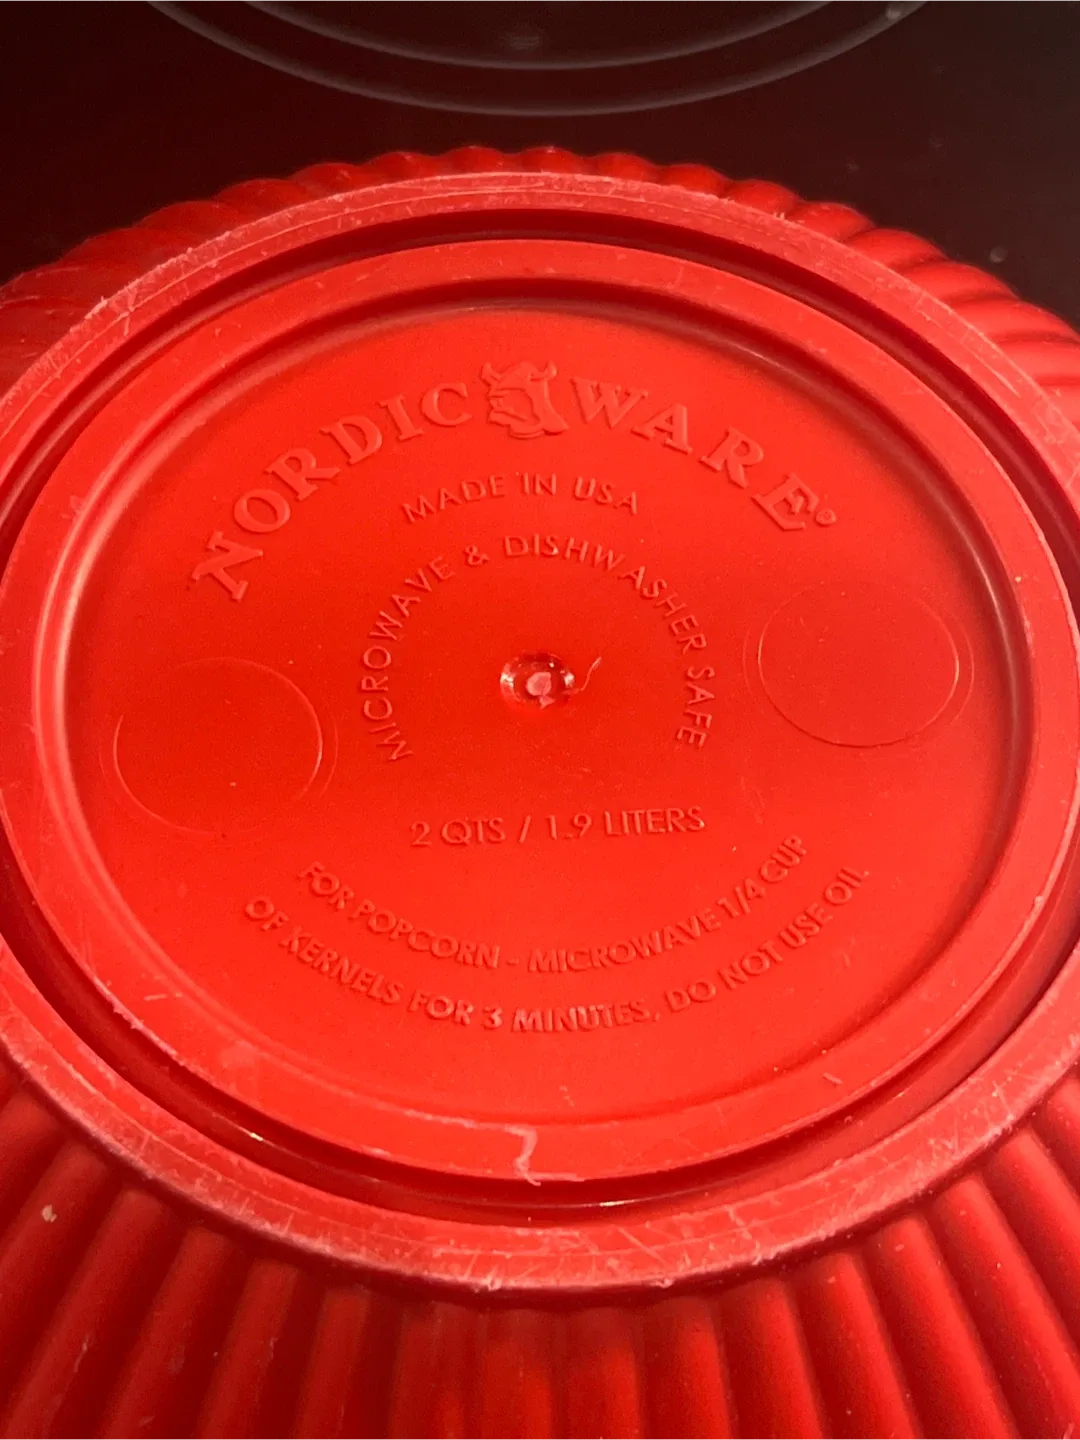 NORDIC WARE®
MADE IN USA
MICROWAVE & DISHWASHER SAFE
2 QTS / 1.9 LITERS
FOR POPCORN - MICROWAVE 1/4 CUP
OF KERNELS FOR 3 MINUTES, DO NOT USE OIL